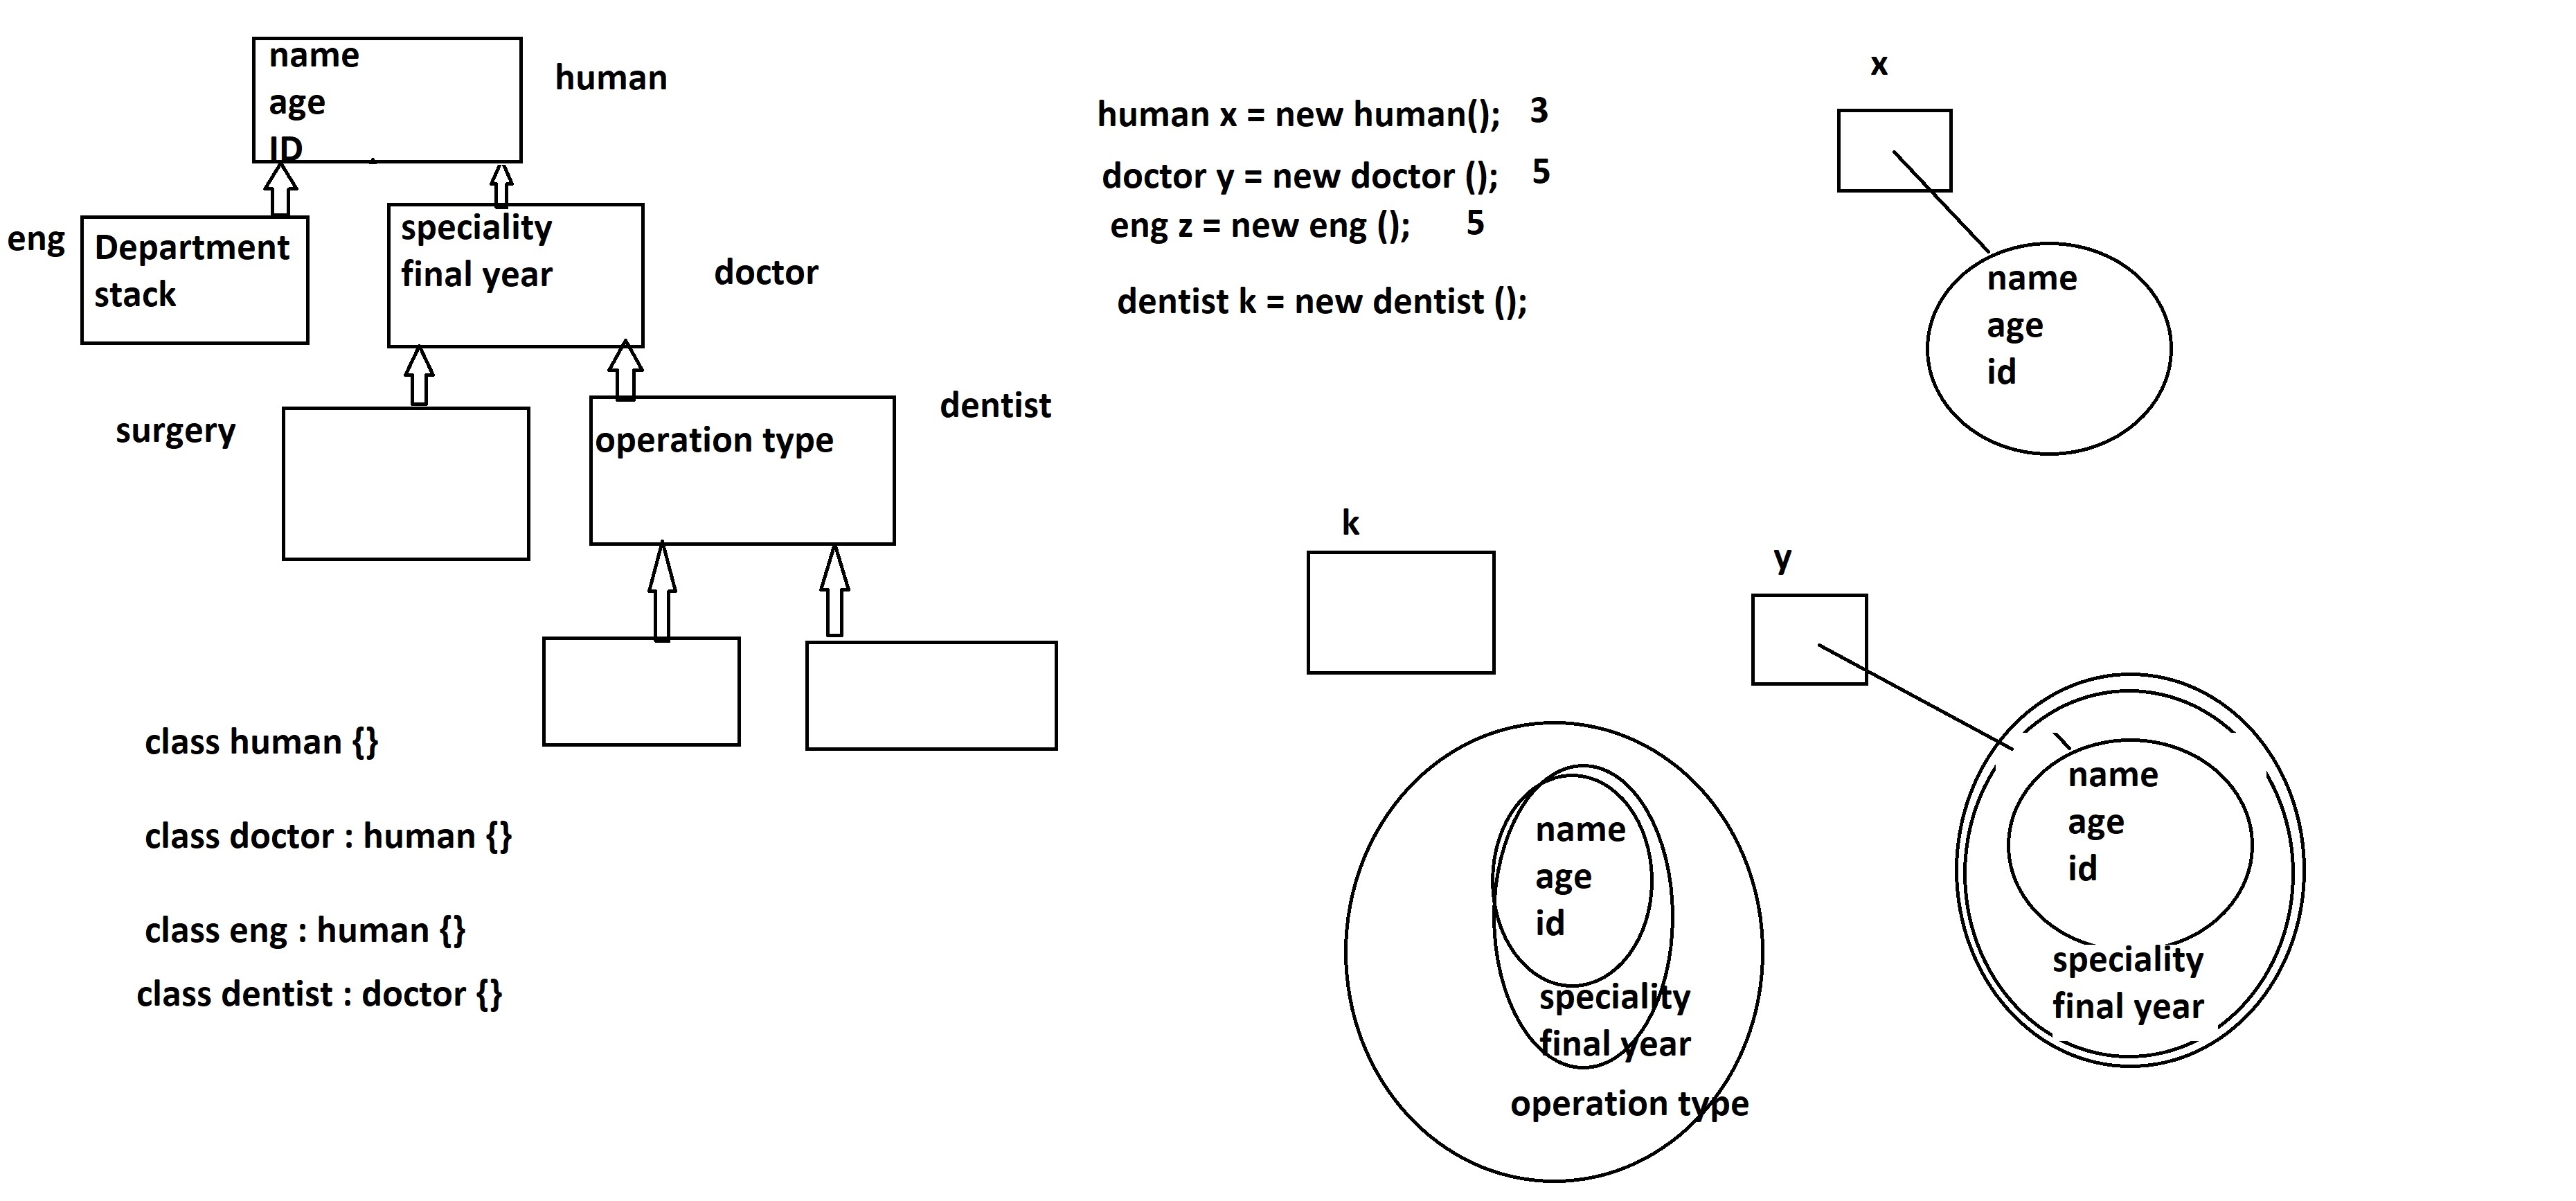 name
age
ID
human
eng
Department
stack
speciality
final year
doctor
surgery
operation type
dentist
class human {}
class doctor : human {}
class eng : human {}
class dentist : doctor {}
human x = new human(); 3
doctor y = new doctor (); 5
eng z = new eng (); 5
dentist k = new dentist ();
x
name
age
id
k
name
age
id
speciality
final year
operation type
y
name
age
id
speciality
final year